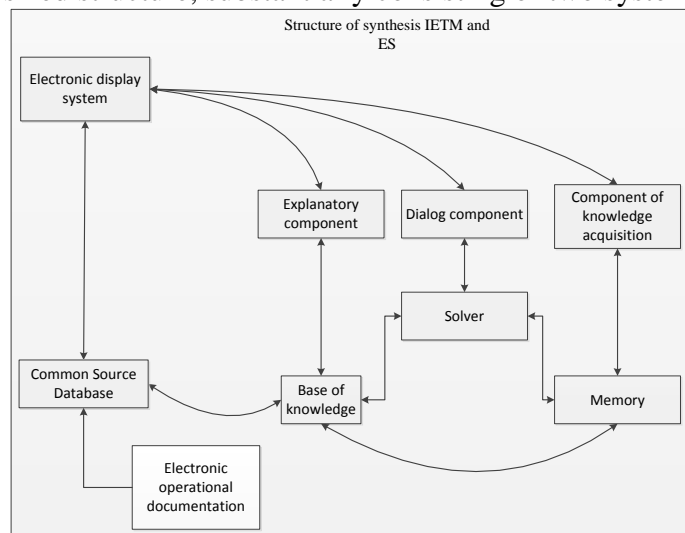 Structure of synthesis IETM and
ES
Electronic display
system
Explanatory
component
Dialog component
Component of
knowledge
acquisition
Solver
Common Source
Database
Base of
knowledge
Memory
Electronic
operational
documentation